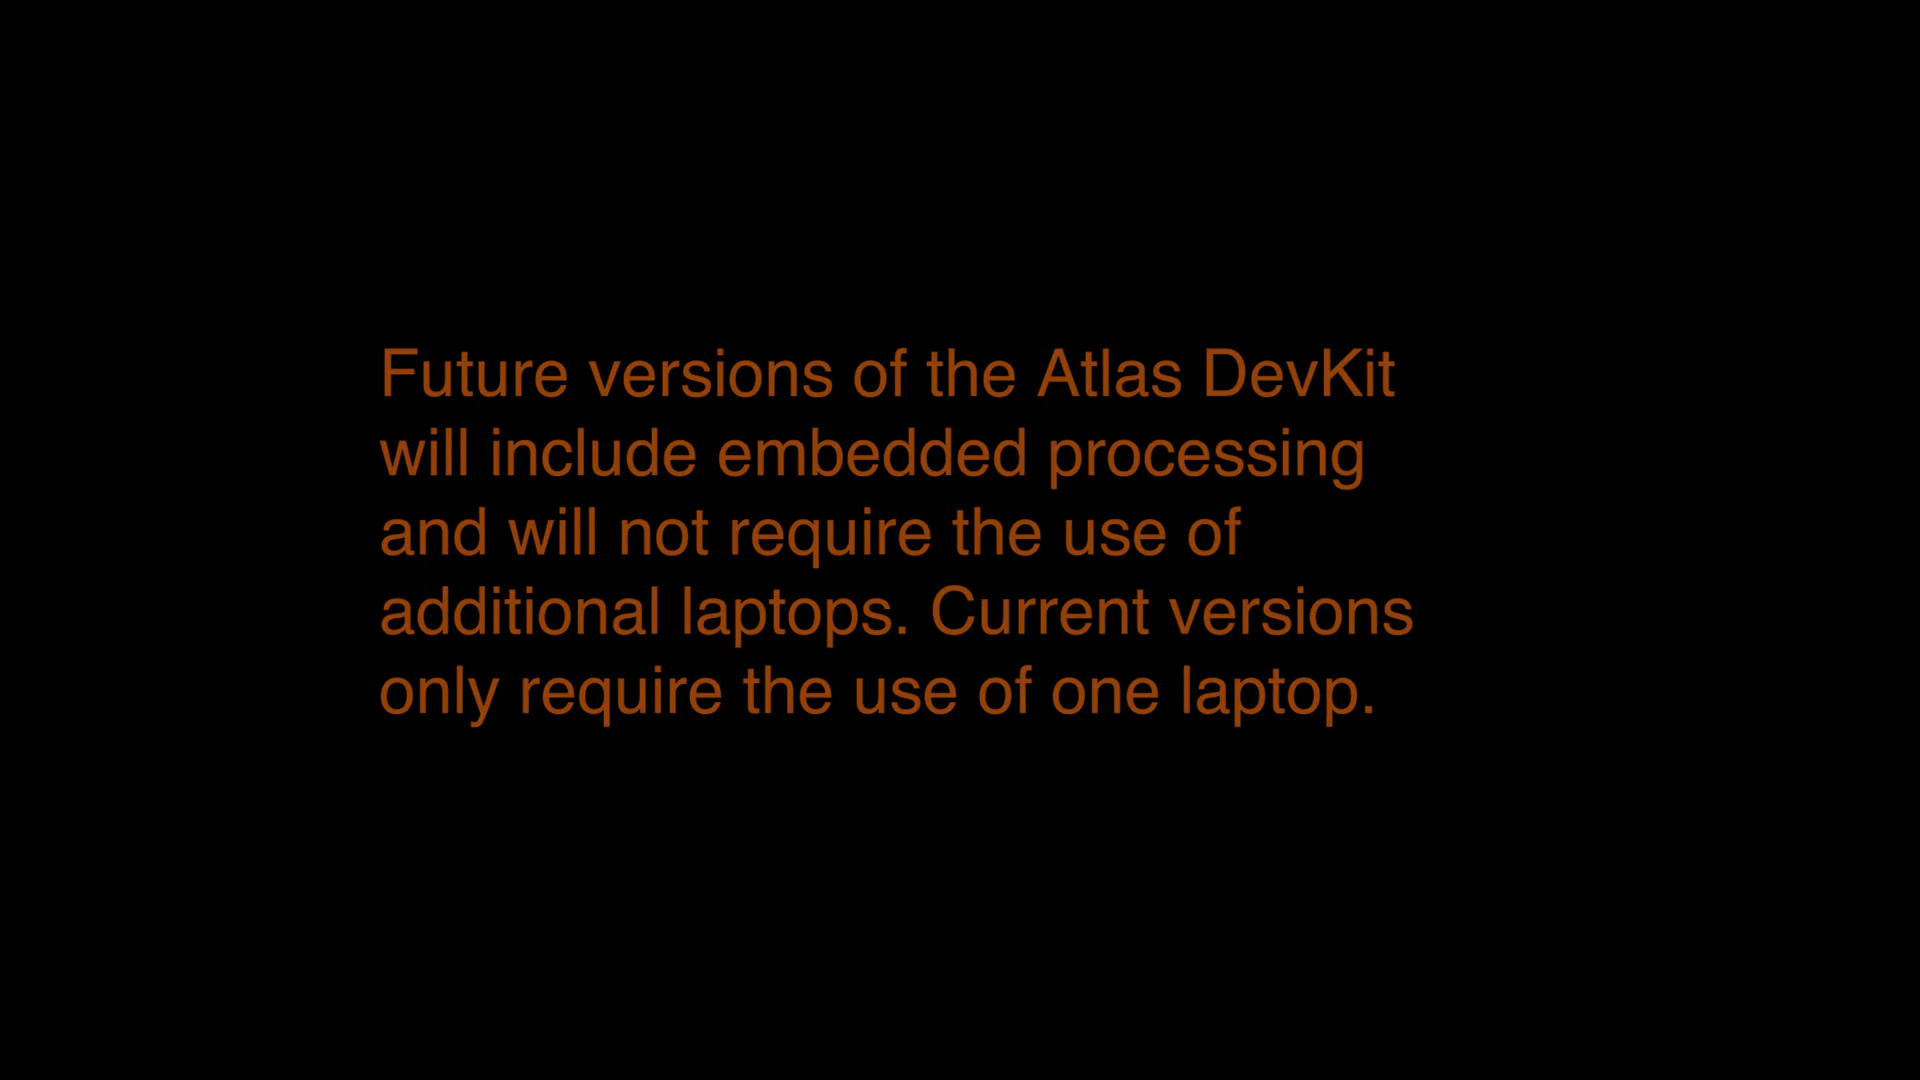 Future versions of the Atlas DevKit
will include embedded processing
and will not require the use of
additional laptops. Current versions
only require the use of one laptop.